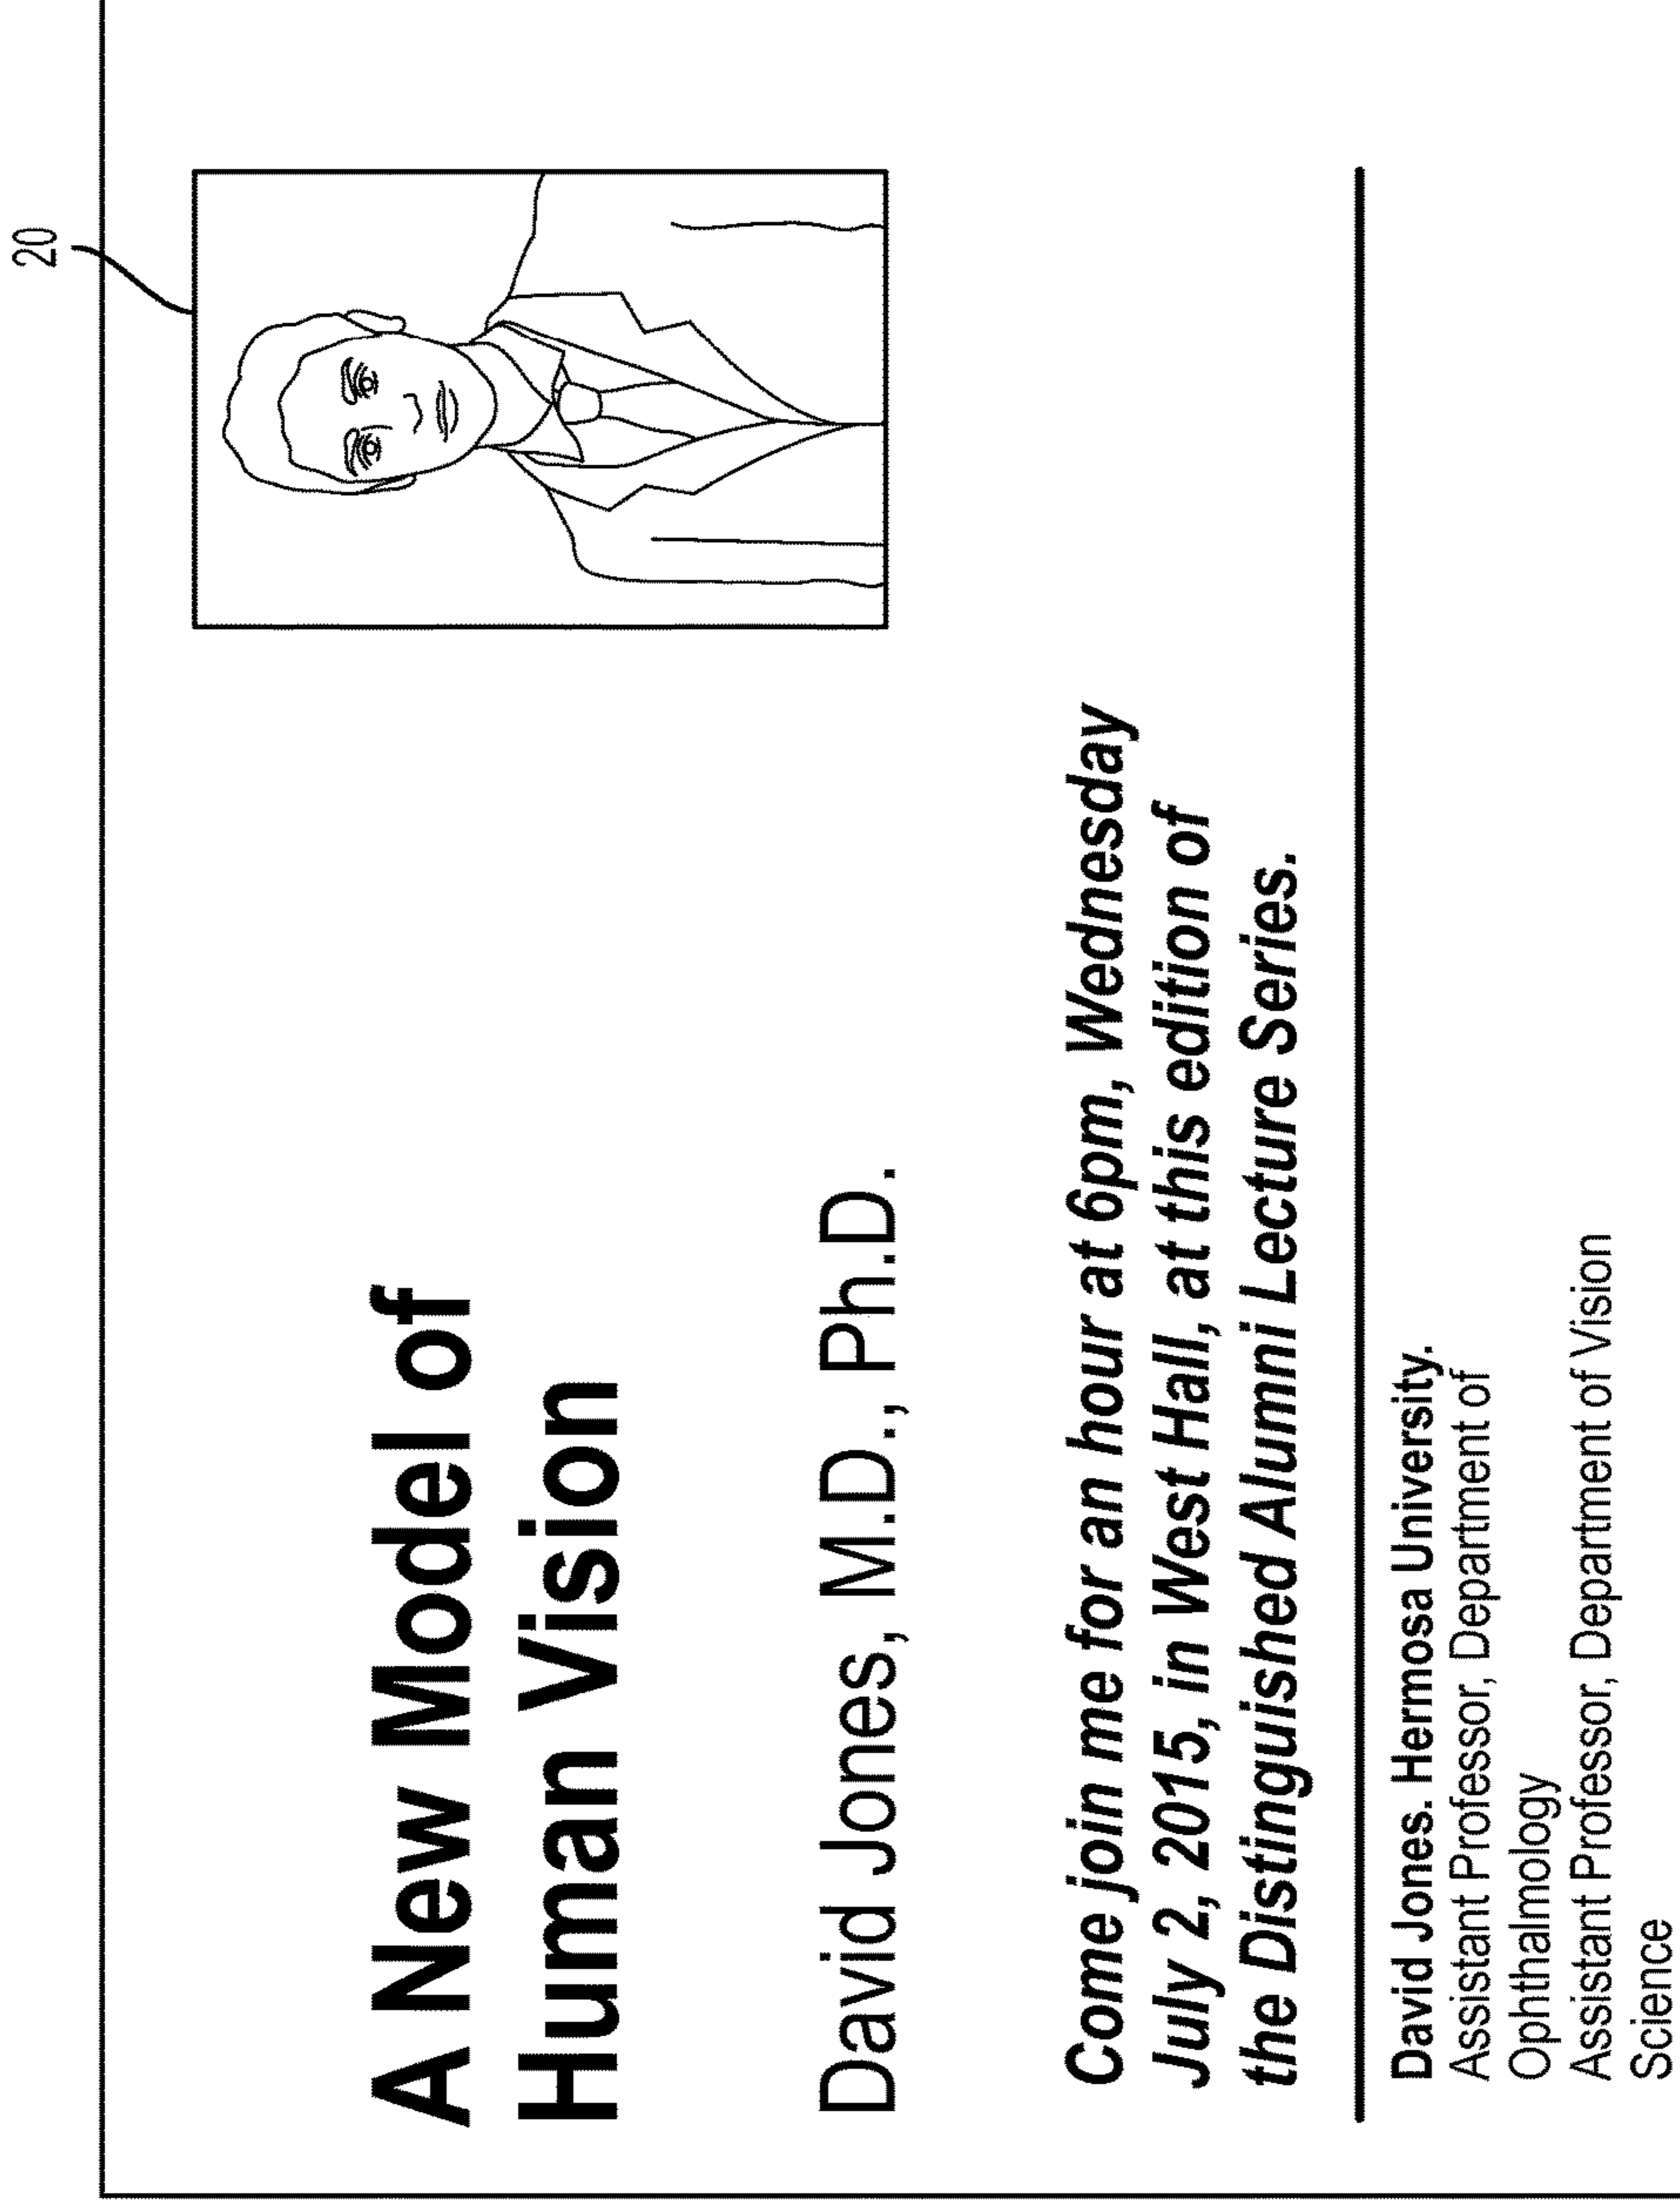 20
A New Model of
Human Vision
David Jones, M.D., Ph.D.
Come join me for an hour at 6pm, Wednesday
July 2, 2015, in West Hall, at this edition of
the Distinguished Alumni Lecture Series.
David Jones. Hermosa University.
Assistant Professor, Department of
Ophthalmology
Assistant Professor, Department of Vision
Science